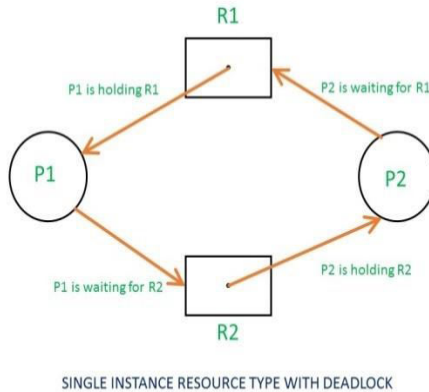 R1
P1 is holding R1
P2 is waiting for R1
P1
P2
P1 is waiting for R2
P2 is holding R2
R2
SINGLE INSTANCE RESOURCE TYPE WITH DEADLOCK